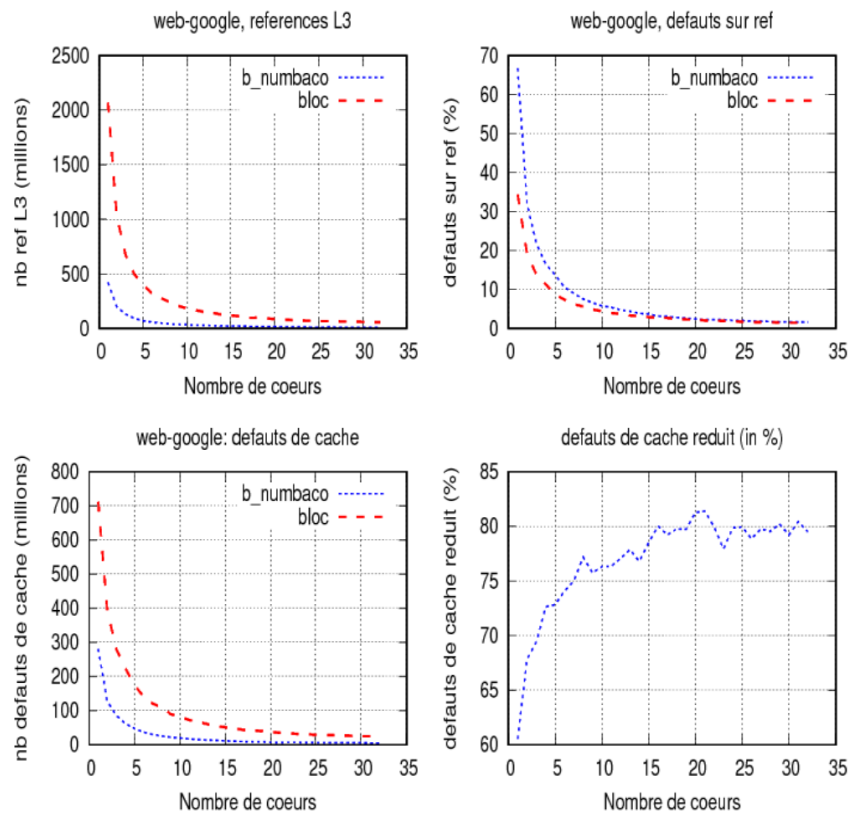 web-google, references L3
2500
2000
1500
1000
500
0
0 5 10 15 20 25 30 35
nb ref L3 (millions)
Nombre de coeurs
b_numbaco
bloc
web-google, defauts sur ref
70
60
50
40
30
20
10
0
0 5 10 15 20 25 30 35
defauts sur ref (%)
Nombre de coeurs
b_numbaco
bloc
web-google: defauts de cache
800
700
600
500
400
300
200
100
0
0 5 10 15 20 25 30 35
nb defauts de cache (millions)
Nombre de coeurs
b_numbaco
bloc
defauts de cache reduit (in %)
85
80
75
70
65
60
0 5 10 15 20 25 30 35
defauts de cache reduit (%)
Nombre de coeurs